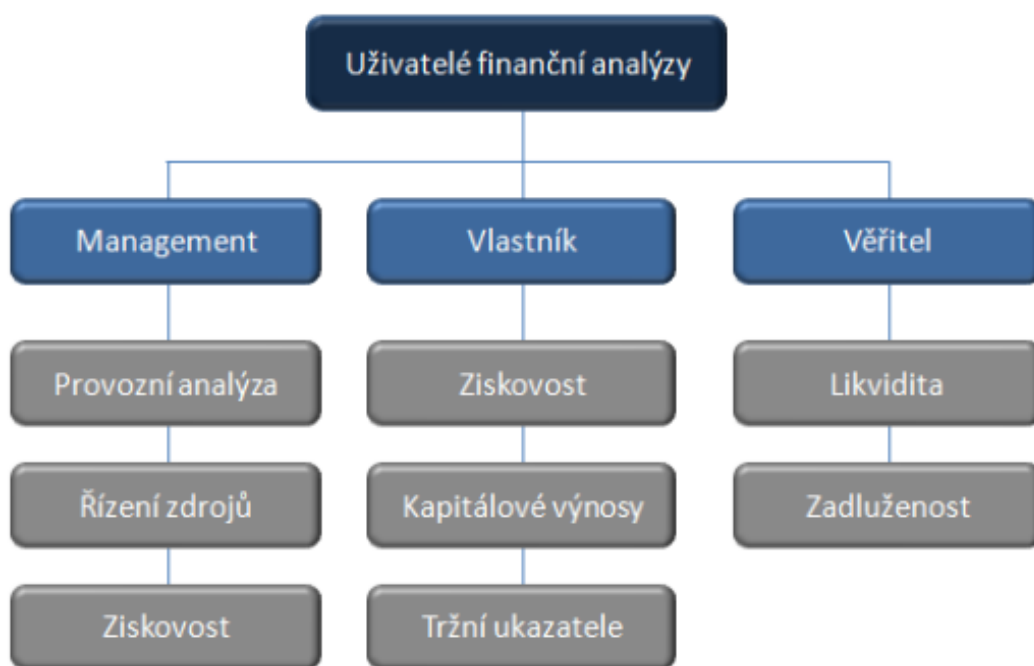 Uživatelé finanční analýzy
Management
Vlastník
Věřitel
Provozní analýza
Ziskovost
Likvidita
Řízení zdrojů
Kapitálové výnosy
Zadluženost
Ziskovost
Tržní ukazatele